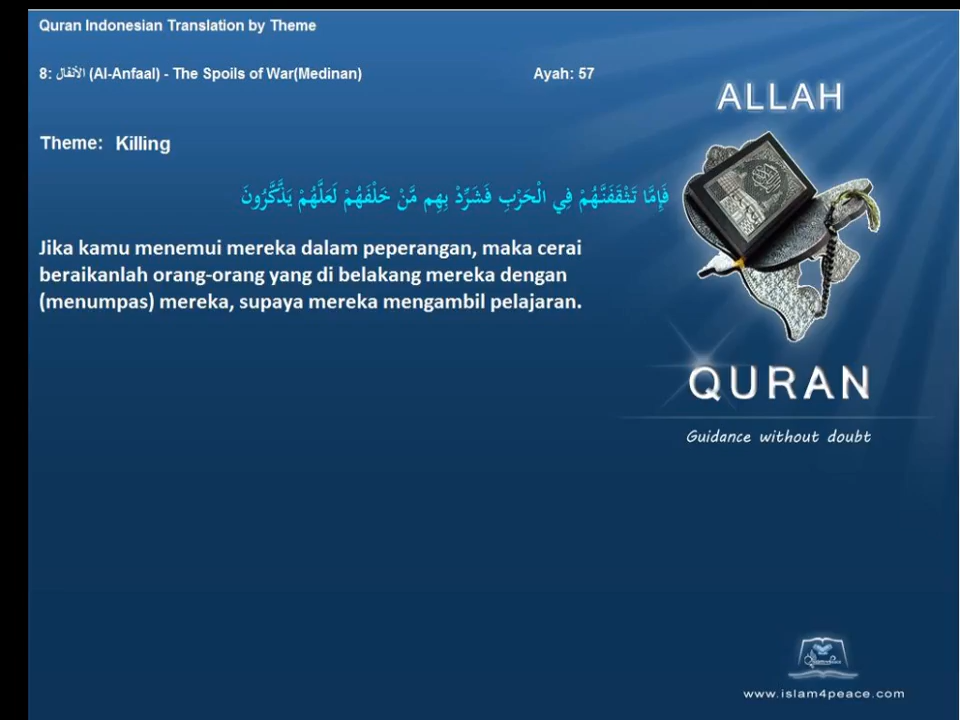 Quran Indonesian Translation by Theme
8: الأنفال (Al-Anfaal) - The Spoils of War(Medinan) Ayah: 57
ALLAH
Theme: Killing
فَإِمَّا تَثْقَفَنَّهُمْ فِي الْحَرْبِ فَشَرِّدْ بِهِم مَّنْ خَلْفَهُمْ لَعَلَّهُمْ يَذَّكَّرُونَ
Jika kamu menemui mereka dalam peperangan, maka cerai
beraikanlah orang-orang yang di belakang mereka dengan
(menumpas) mereka, supaya mereka mengambil pelajaran.
QURAN
Guidance without doubt
www.islam4peace.com